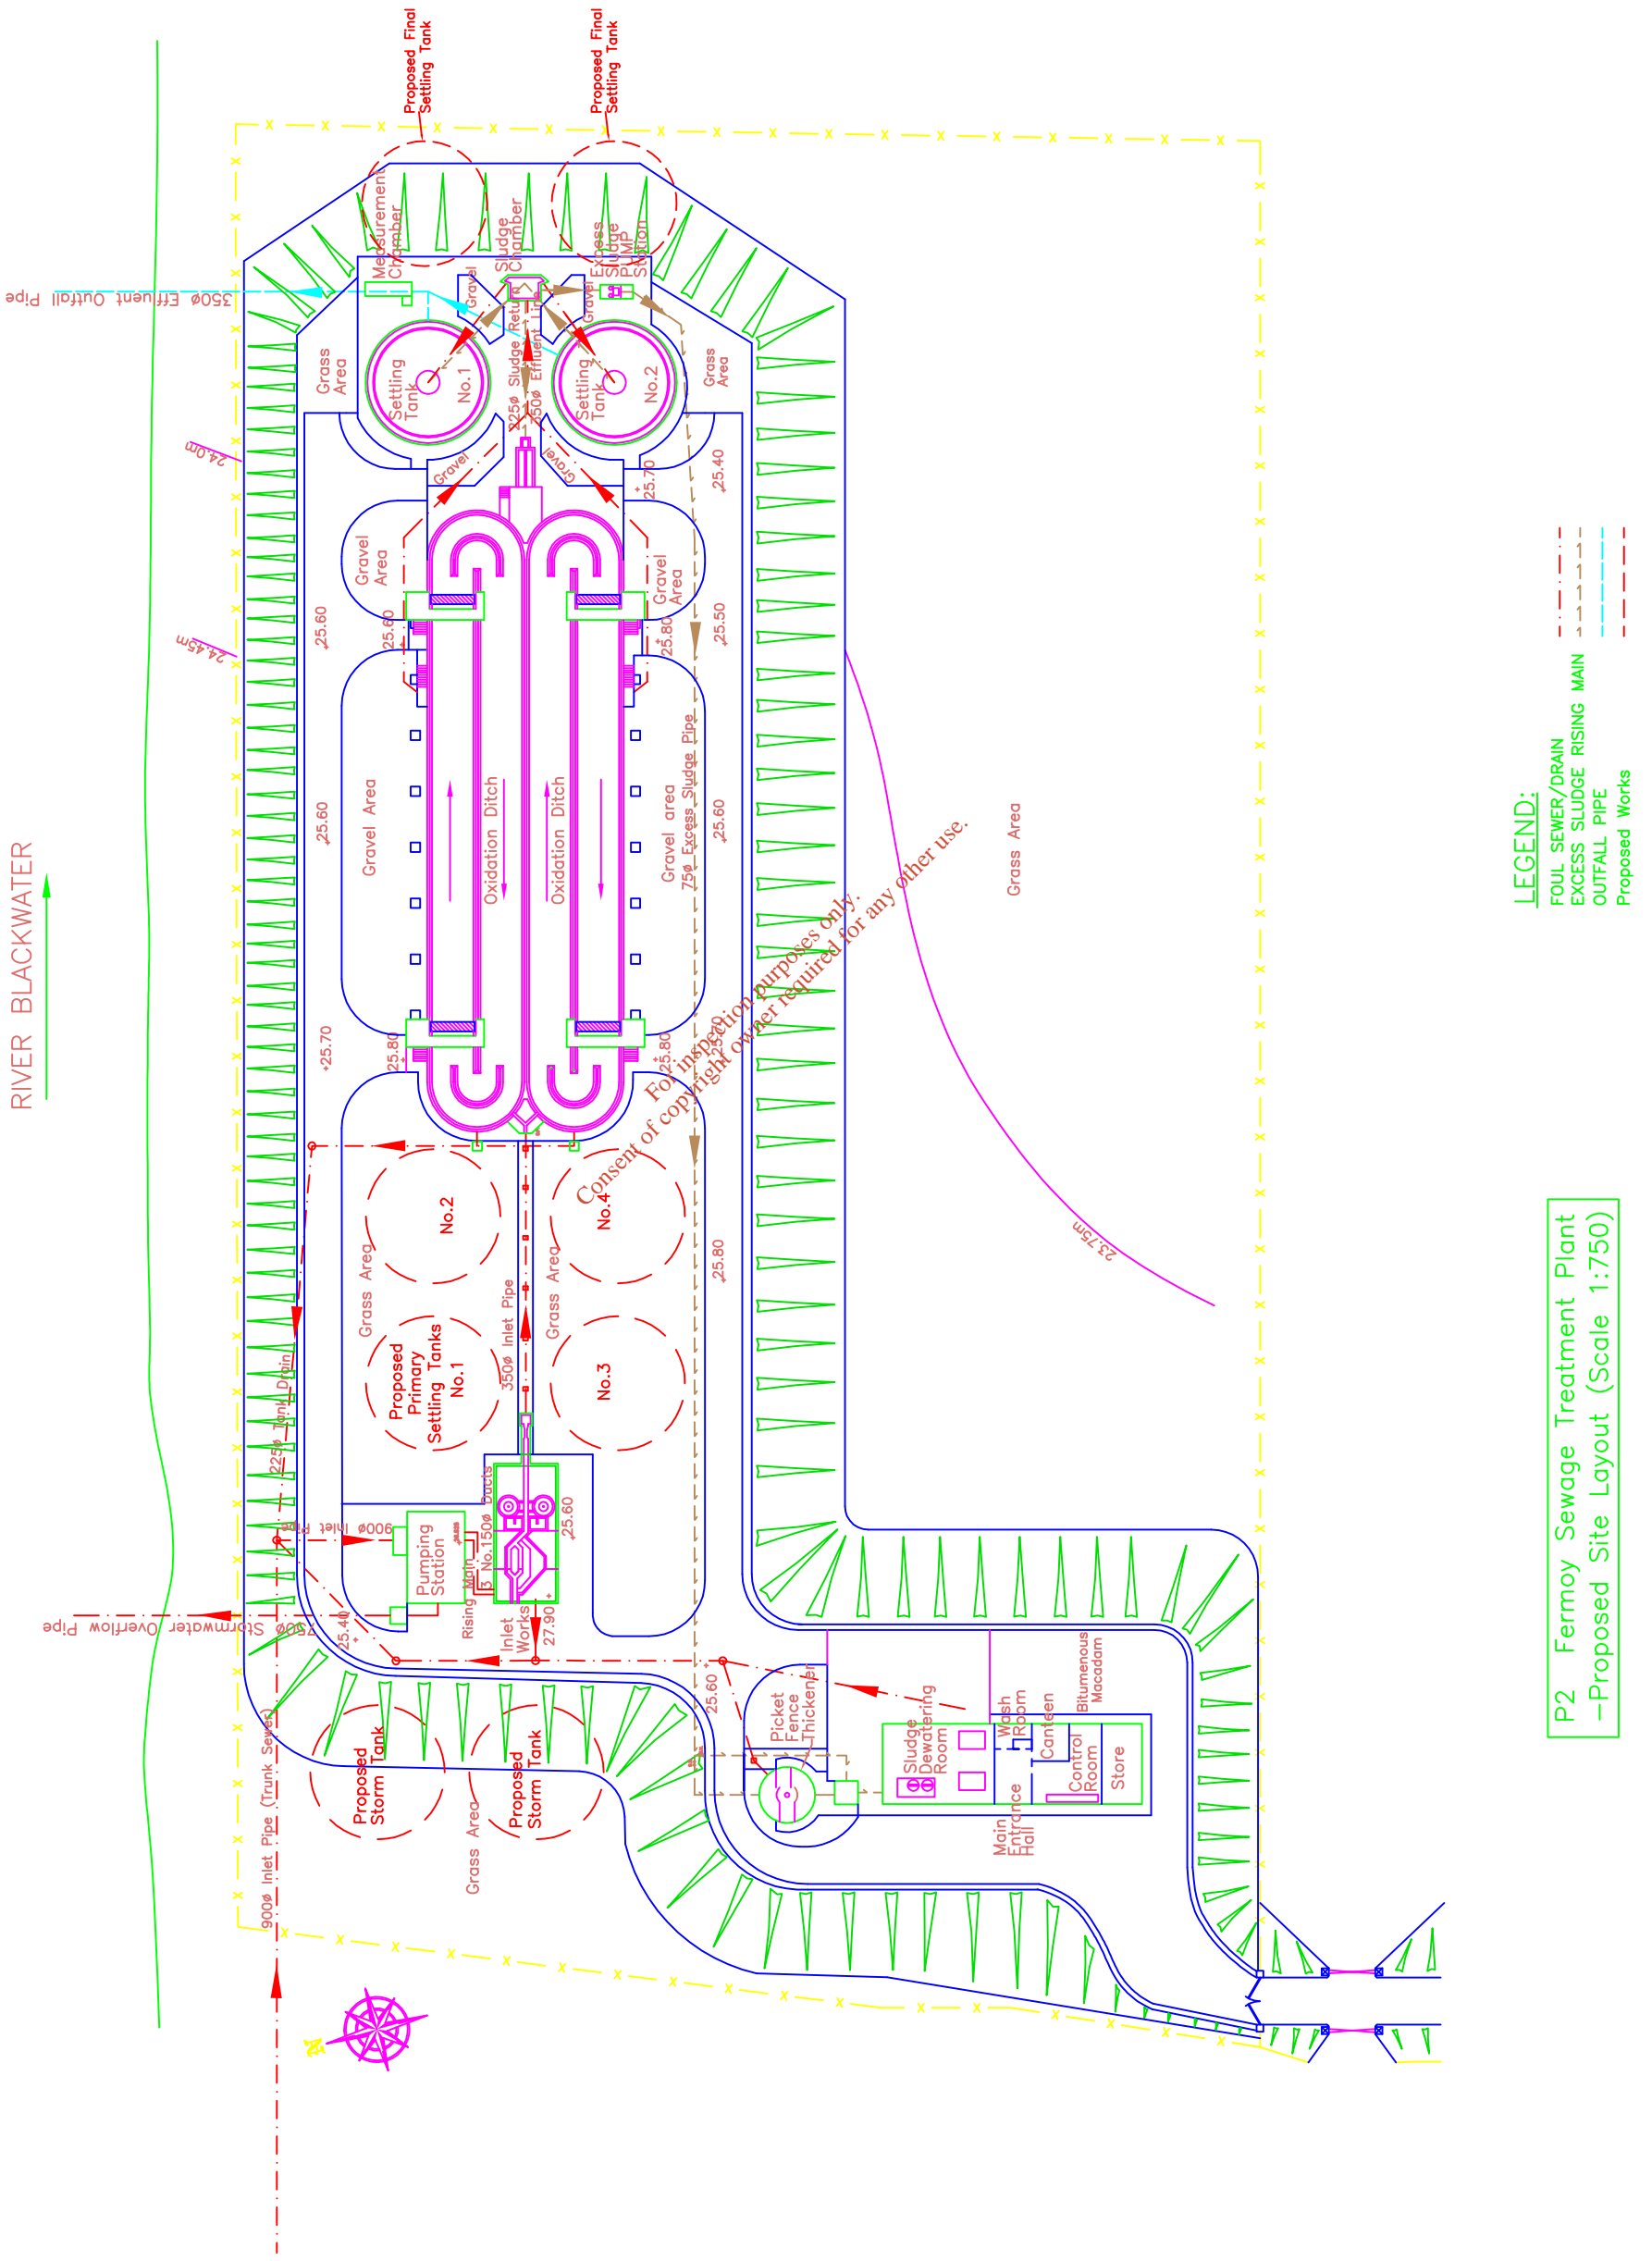 RIVER BLACKWATER
Proposed Final
Settling Tank
Proposed Final
Settling Tank
350ø Effluent Outfall Pipe
Measurement
Chamber
Sludge
Chamber
Excess
Sludge
PUMP
Station
Gravel
Gravel
Grass
Area
Settling
Tank
No.1
225ø Sludge Return
350ø Effluent Line
Settling
Tank
No.2
Grass
Area
24.0m
Gravel
Gravel
25.70
25.40
Gravel
Area
Gravel
Area
24.45m
25.60
25.60
25.80
25.50
25.60
Gravel Area
Oxidation Ditch
Oxidation Ditch
Gravel area
75ø Excess Sludge Pipe
25.60
Grass Area
25.70
25.80
25.80
25.70
For inspection purposes only.
Consent of copyright owner required for any other use.
No.2
No.4
Grass Area
350ø Inlet Pipe
Grass Area
25.80
23.75m
Proposed
Primary
Settling Tanks
No.1
No.3
225ø Tank Drain
900ø Inlet Pipe
Pumping
Station
Rising Main
3 No.150ø Ducts
25.60
750ø Stormwater Overflow Pipe
25.40
Inlet
Works
27.90
25.60
900ø Inlet Pipe (Trunk Sewer)
Proposed
Storm Tank
Proposed
Storm Tank
Grass Area
Picket
Fence
Thickener
Sludge
Dewatering
Room
Wash
Room
Canteen
Bitumenous
Macadam
Main
Entrance
Hall
Control
Room
Store
N
LEGEND:
FOUL SEWER/DRAIN
EXCESS SLUDGE RISING MAIN
OUTFALL PIPE
Proposed Works
P2 Fermoy Sewage Treatment Plant
-Proposed Site Layout (Scale 1:750)